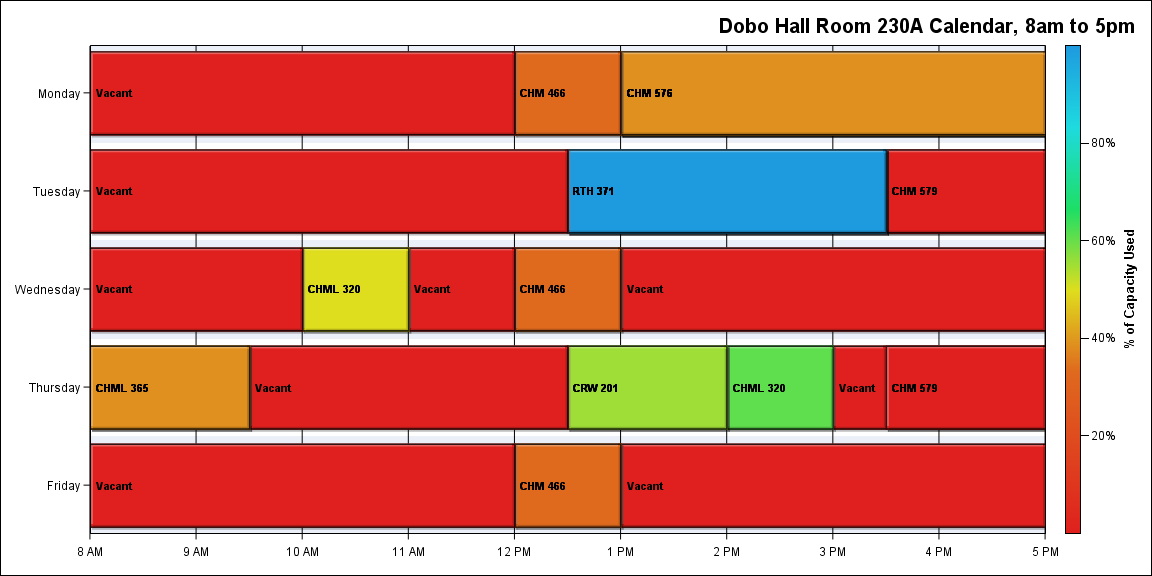 Dobo Hall Room 230A Calendar, 8am to 5pm
Monday
Vacant
CHM 466
CHM 576
Tuesday
Vacant
RTH 371
CHM 579
Wednesday
Vacant
CHML 320
Vacant
CHM 466
Vacant
Thursday
CHML 365
Vacant
CRW 201
CHML 320
Vacant
CHM 579
Friday
Vacant
CHM 466
Vacant
8 AM
9 AM
10 AM
11 AM
12 PM
1 PM
2 PM
3 PM
4 PM
5 PM
80%
60%
40%
20%
% of Capacity Used